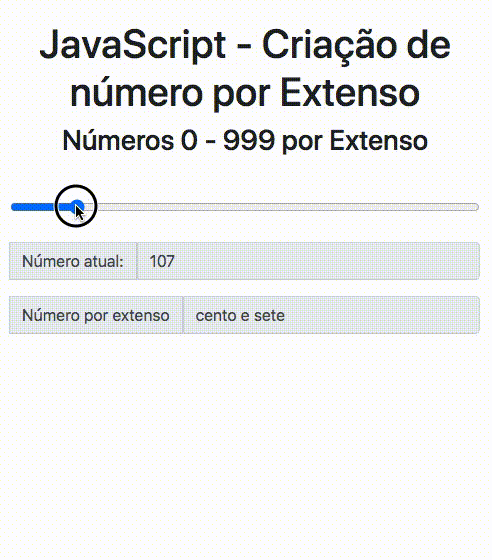 JavaScript - Criação de
número por Extenso
Números 0 - 999 por Extenso
Número atual: 107
Número por extenso cento e sete